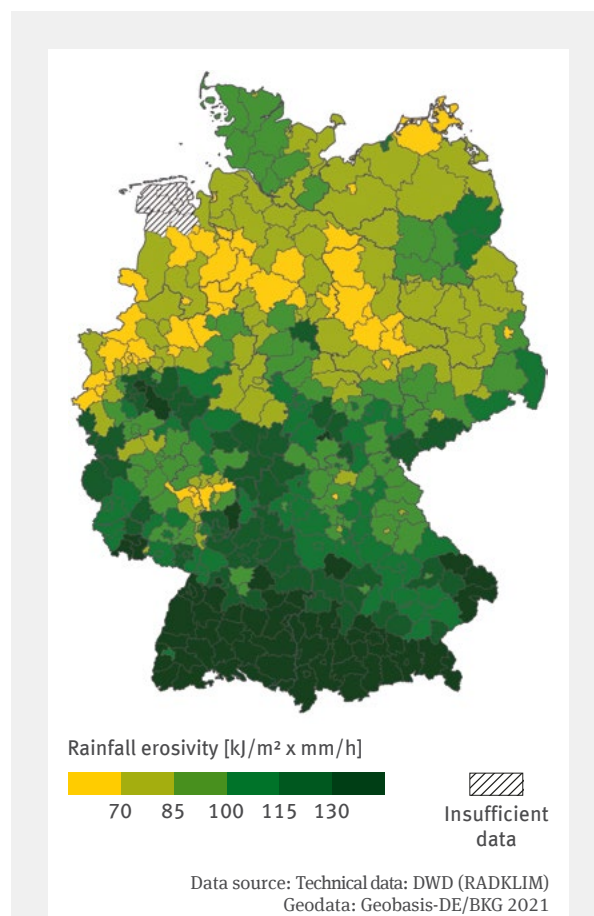 Rainfall erosivity [kJ/m² x mm/h]
70 85 100 115 130
Insufficient
data
Data source: Technical data: DWD (RADKLIM)
Geodata: Geobasis-DE/BKG 2021